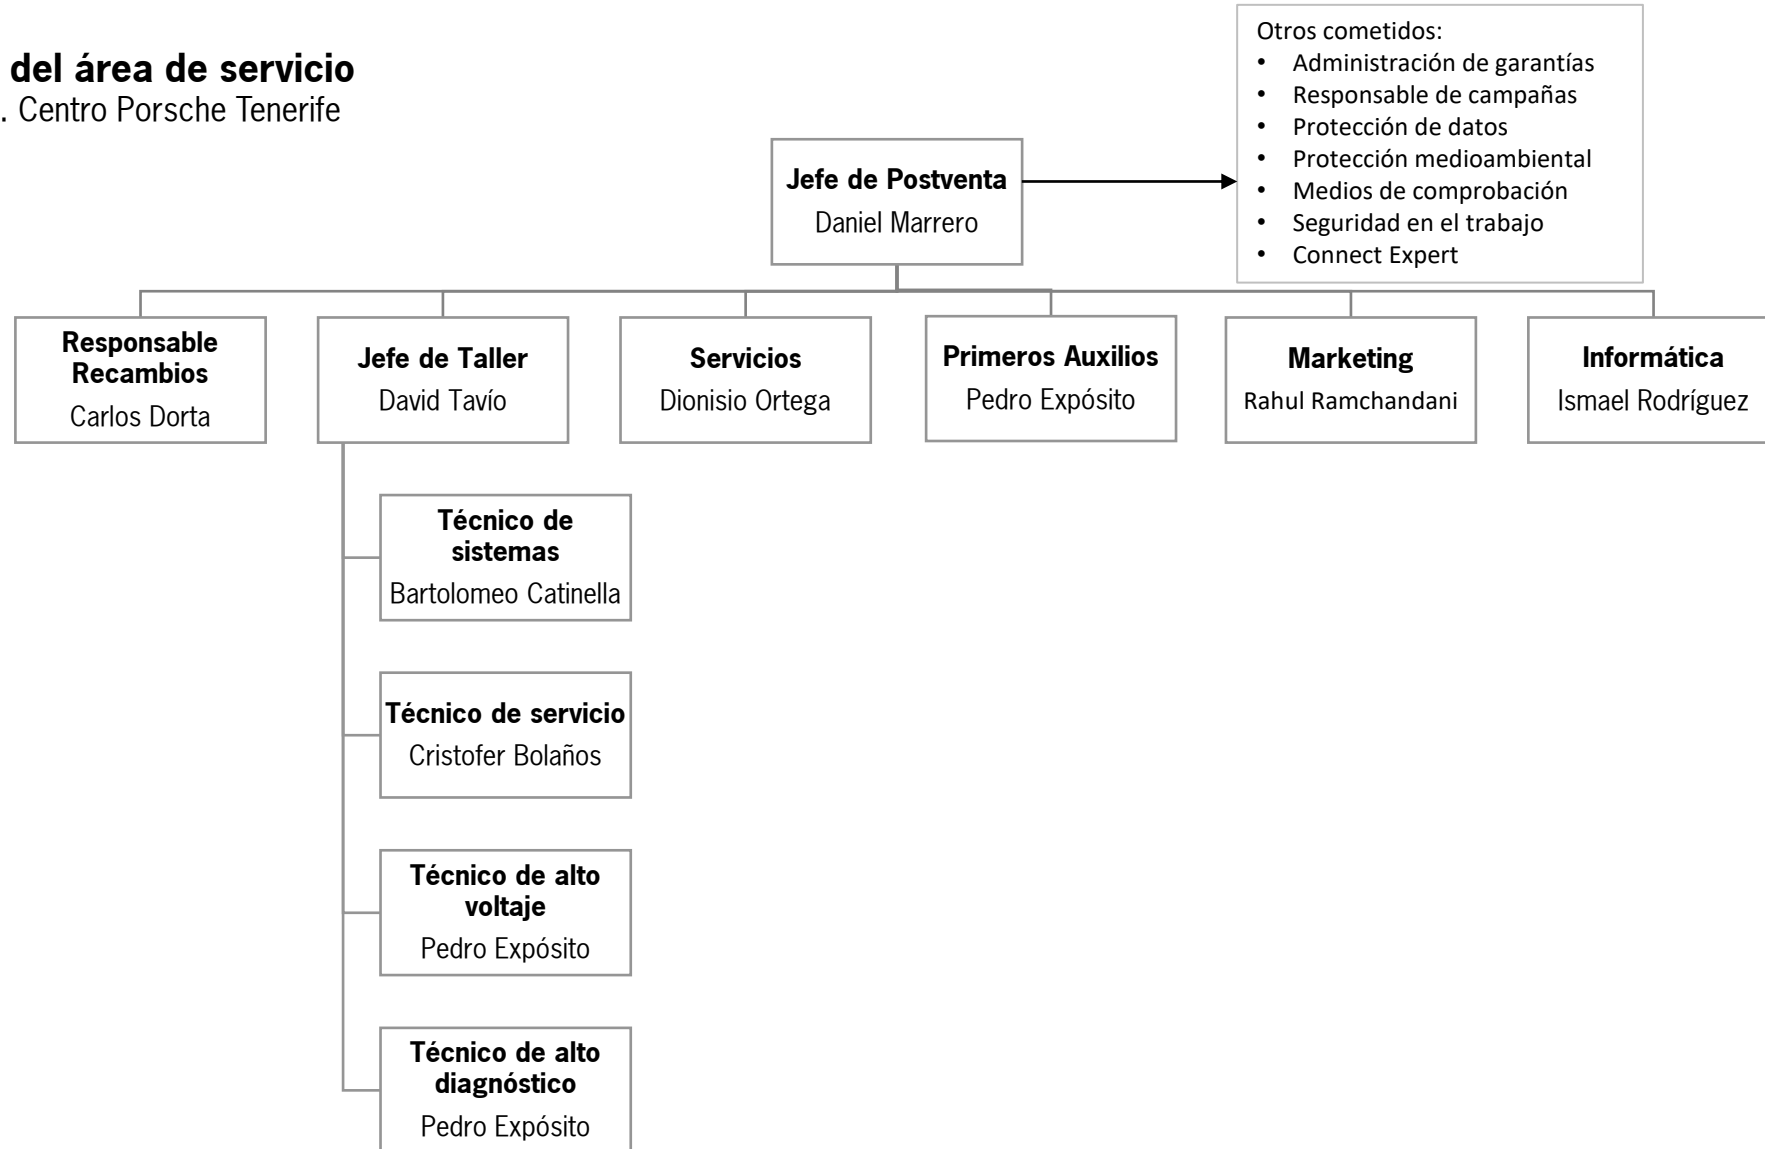 del área de servicio
. Centro Porsche Tenerife
Otros cometidos:
• Administración de garantías
• Responsable de campañas
• Protección de datos
• Protección medioambiental
• Medios de comprobación
• Seguridad en el trabajo
• Connect Expert
Jefe de Postventa
Daniel Marrero
Responsable
Recambios
Carlos Dorta
Jefe de Taller
David Tavío
Servicios
Dionisio Ortega
Primeros Auxilios
Pedro Expósito
Marketing
Rahul Ramchandani
Informática
Ismael Rodríguez
Técnico de
sistemas
Bartolomeo Catinella
Técnico de servicio
Cristofer Bolaños
Técnico de alto
voltaje
Pedro Expósito
Técnico de alto
diagnóstico
Pedro Expósito